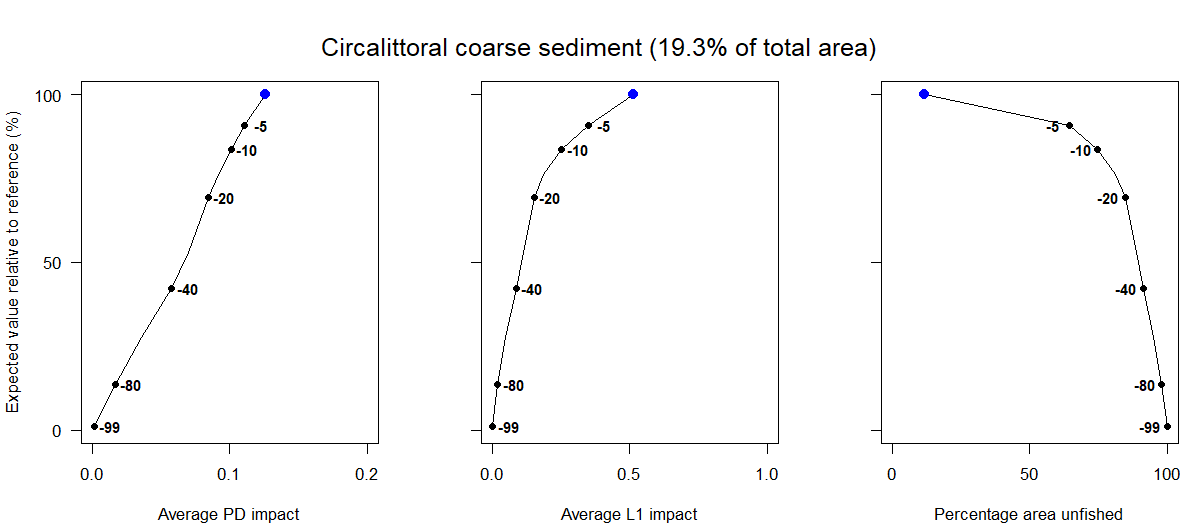 Circalittoral coarse sediment (19.3% of total area)
Expected value relative to reference (%)
100
50
0
-5
-10
-20
-40
-80
-99
0.0 0.1 0.2
Average PD impact
-5
-10
-20
-40
-80
-99
0.0 0.5 1.0
Average L1 impact
-5
-10
-20
-40
-80
-99
0 50 100
Percentage area unfished